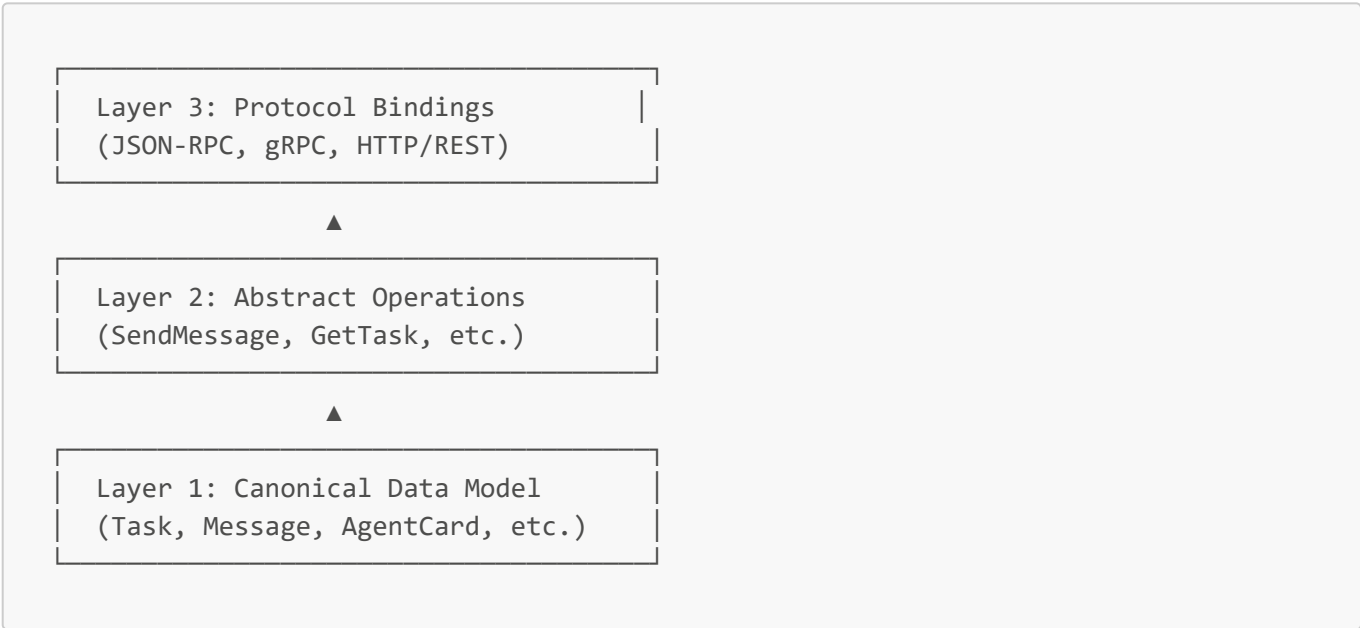 Layer 3: Protocol Bindings
(JSON-RPC, gRPC, HTTP/REST)
▲
Layer 2: Abstract Operations
(SendMessage, GetTask, etc.)
▲
Layer 1: Canonical Data Model
(Task, Message, AgentCard, etc.)